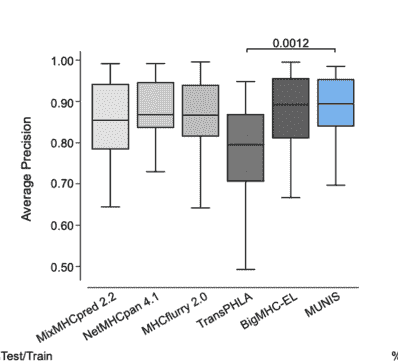 0.0012
1.00
0.90
0.80
0.70
0.60
0.50
Average Precision
MixMHCpred 2.2
NetMHCpan 4.1
MHCflurry 2.0
TransPHLA
BigMHC-EL
MUNIS
Test/Train
%